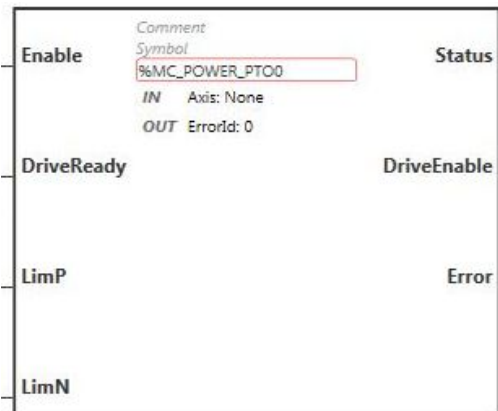 Comment
Enable Symbol Status
%MC_POWER_PTO0
IN Axis: None
OUT ErrorId: 0
DriveReady DriveEnable
LimP Error
LimN